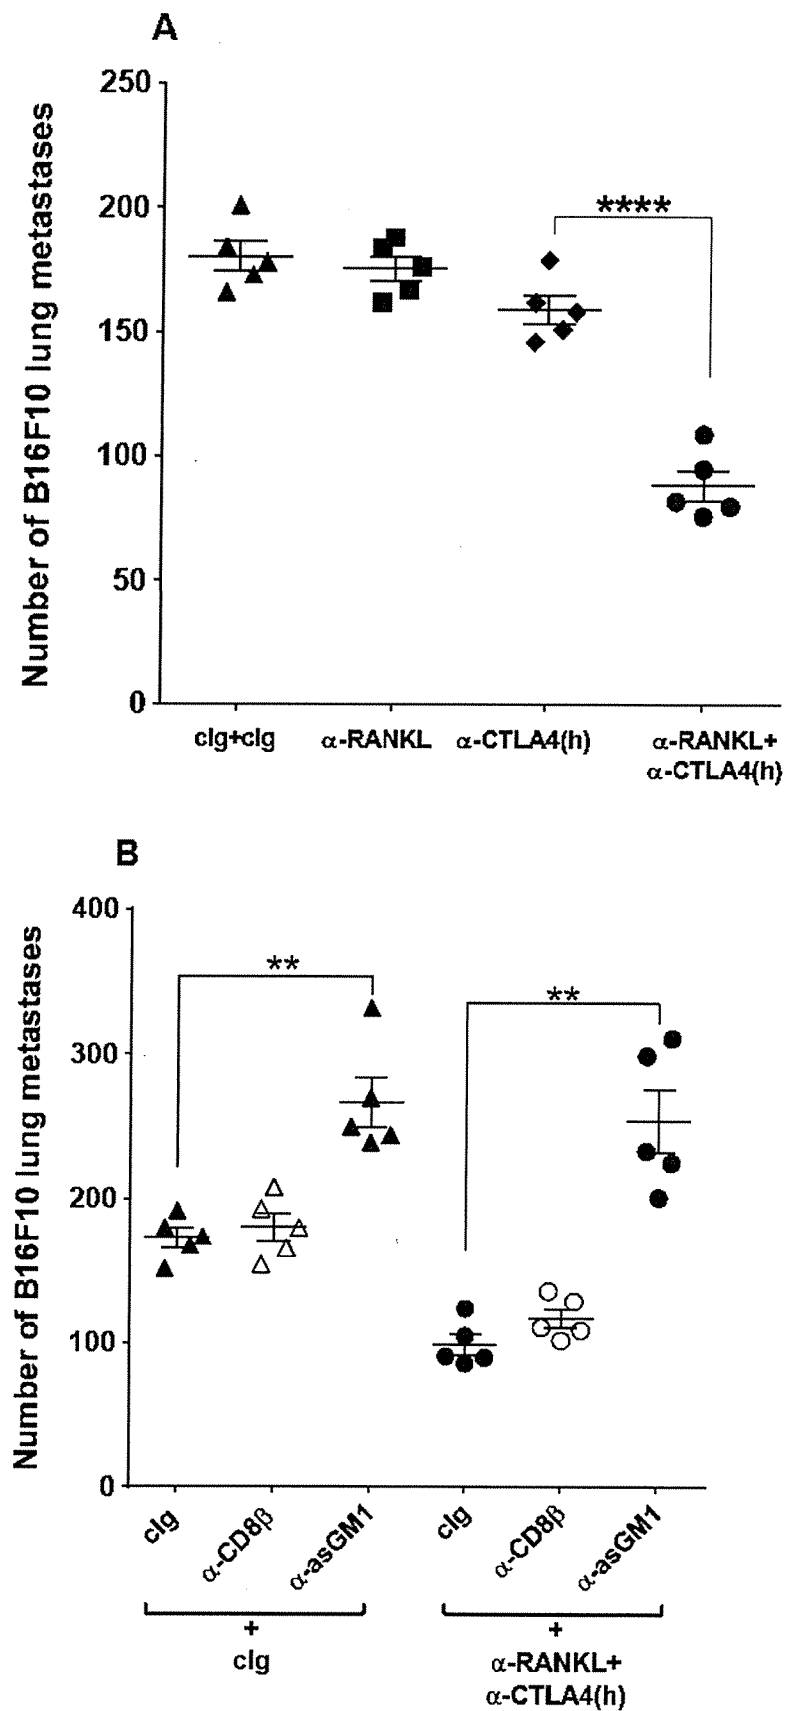 A
Number of B16F10 lung metastases
250
200
150
100
50
0
****
cIg+cIg
α-RANKL
α-CTLA4(h)
α-RANKL+
α-CTLA4(h)
B
Number of B16F10 lung metastases
400
300
200
100
0
**
**
cIg
α-CD8β
α-asGM1
cIg
α-CD8β
α-asGM1
+
cIg
+
α-RANKL+
α-CTLA4(h)